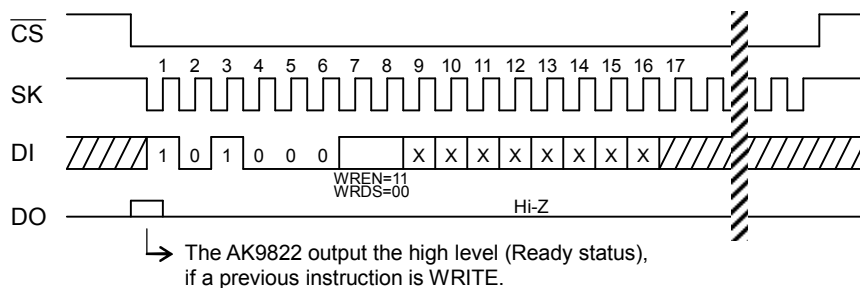 CS
1 2 3 4 5 6 7 8 9 10 11 12 13 14 15 16 17
SK
DI 1 0 1 0 0 0 X X X X X X X X
WREN=11
WRDS=00
DO Hi-Z
The AK9822 output the high level (Ready status),
if a previous instruction is WRITE.